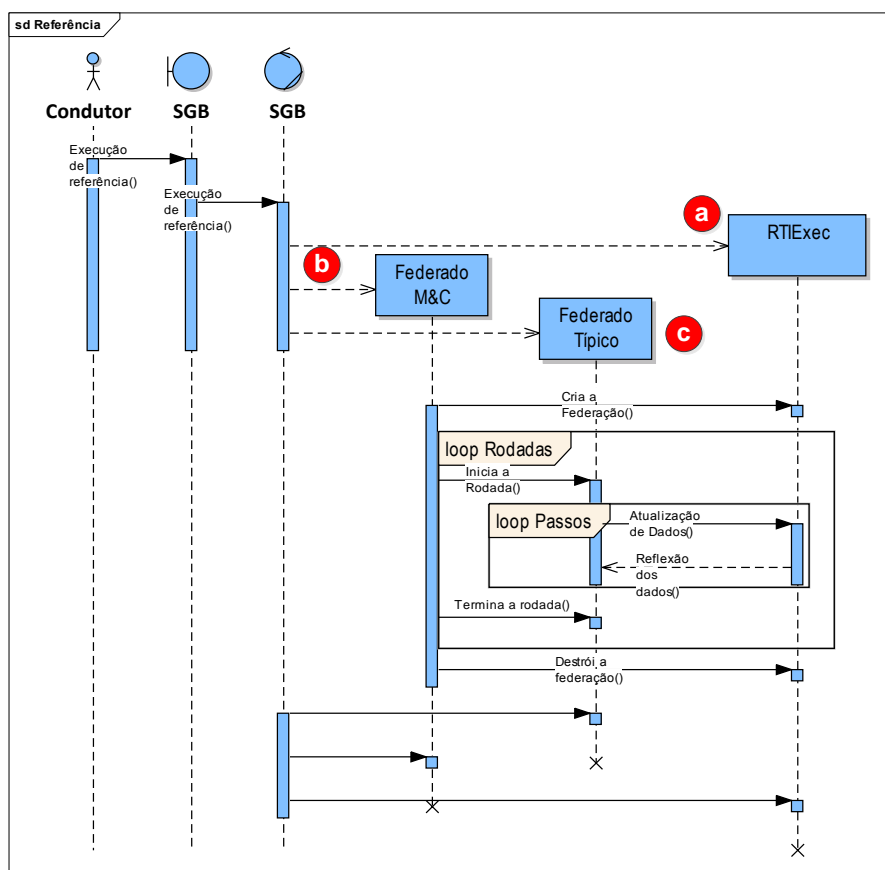 sd Referência
Condutor
SGB
SGB
Execução
de
referência()
Execução
de
referência()
a
RTIExec
b
Federado
M&C
Federado
Típico
c
Cria a
Federação()
loop Rodadas
Inicia a
Rodada()
loop Passos
Atualização
de Dados()
Reflexão
dos
dados()
Termina a rodada()
Destrói a
federação()